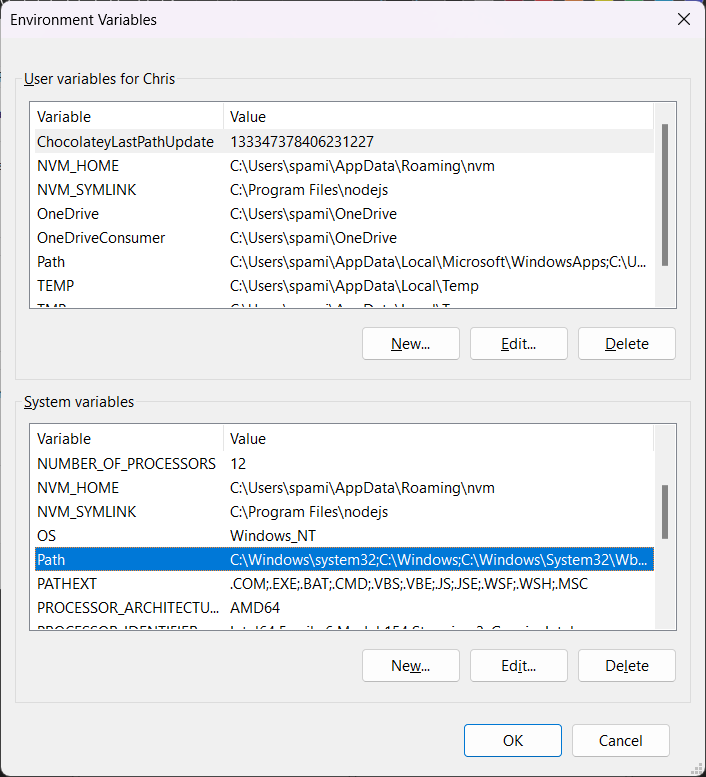 Environment Variables
User variables for Chris
Variable Value
ChocolateyLastPathUpdate 133347378406231227
NVM_HOME C:\Users\spami\AppData\Roaming\nvm
NVM_SYMLINK C:\Program Files\nodejs
OneDrive C:\Users\spami\OneDrive
OneDriveConsumer C:\Users\spami\OneDrive
Path C:\Users\spami\AppData\Local\Microsoft\WindowsApps;C:\U...
TEMP C:\Users\spami\AppData\Local\Temp
New... Edit... Delete
System variables
Variable Value
NUMBER_OF_PROCESSORS 12
NVM_HOME C:\Users\spami\AppData\Roaming\nvm
NVM_SYMLINK C:\Program Files\nodejs
OS Windows_NT
Path C:\Windows\system32;C:\Windows;C:\Windows\System32\Wb...
PATHEXT .COM;.EXE;.BAT;.CMD;.VBS;.VBE;.JS;.JSE;.WSF;.WSH;.MSC
PROCESSOR_ARCHITECTU... AMD64
New... Edit... Delete
OK Cancel